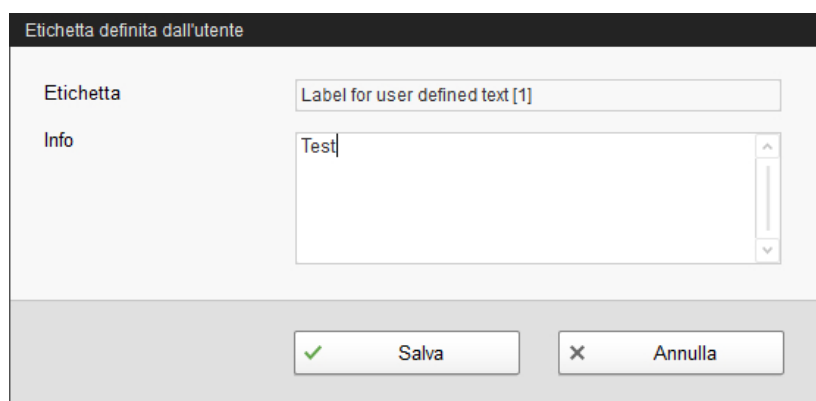 Etichetta definita dall'utente
Etichetta
Label for user defined text [1]
Info
Test
Salva
Annulla